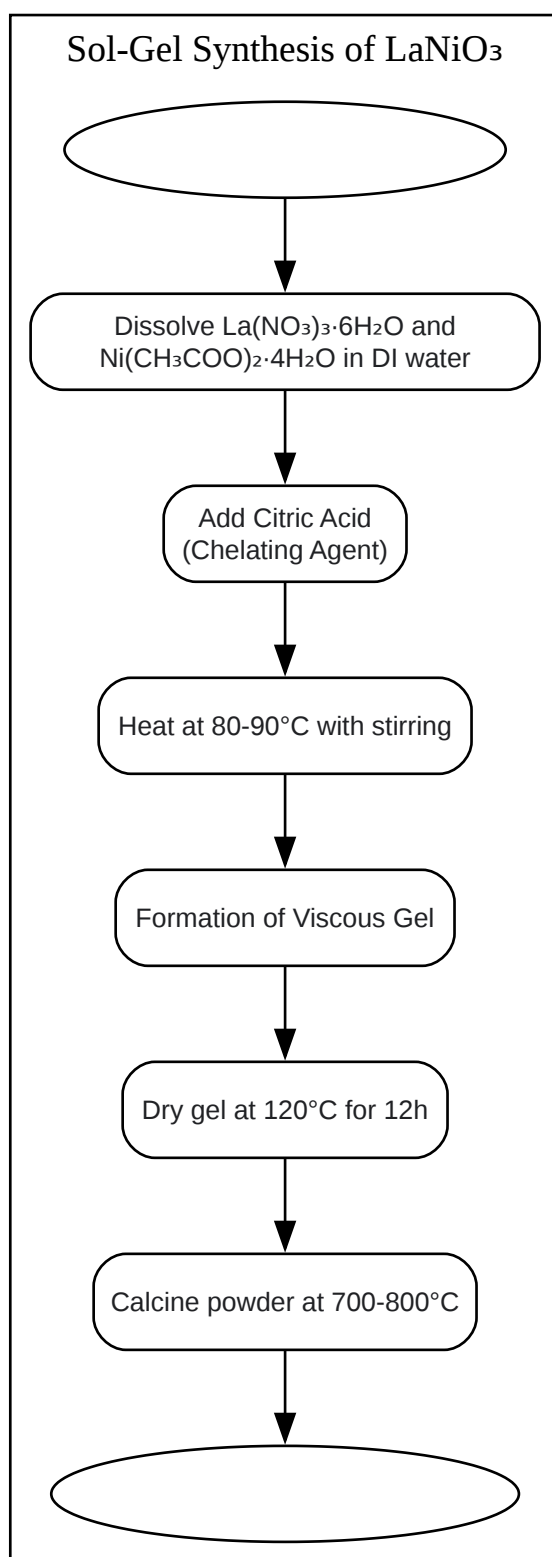 Sol-Gel Synthesis of LaNiO₃
Dissolve La(NO₃)₃·6H₂O and
Ni(CH₃COO)₂·4H₂O in DI water
Add Citric Acid
(Chelating Agent)
Heat at 80-90°C with stirring
Formation of Viscous Gel
Dry gel at 120°C for 12h
Calcine powder at 700-800°C